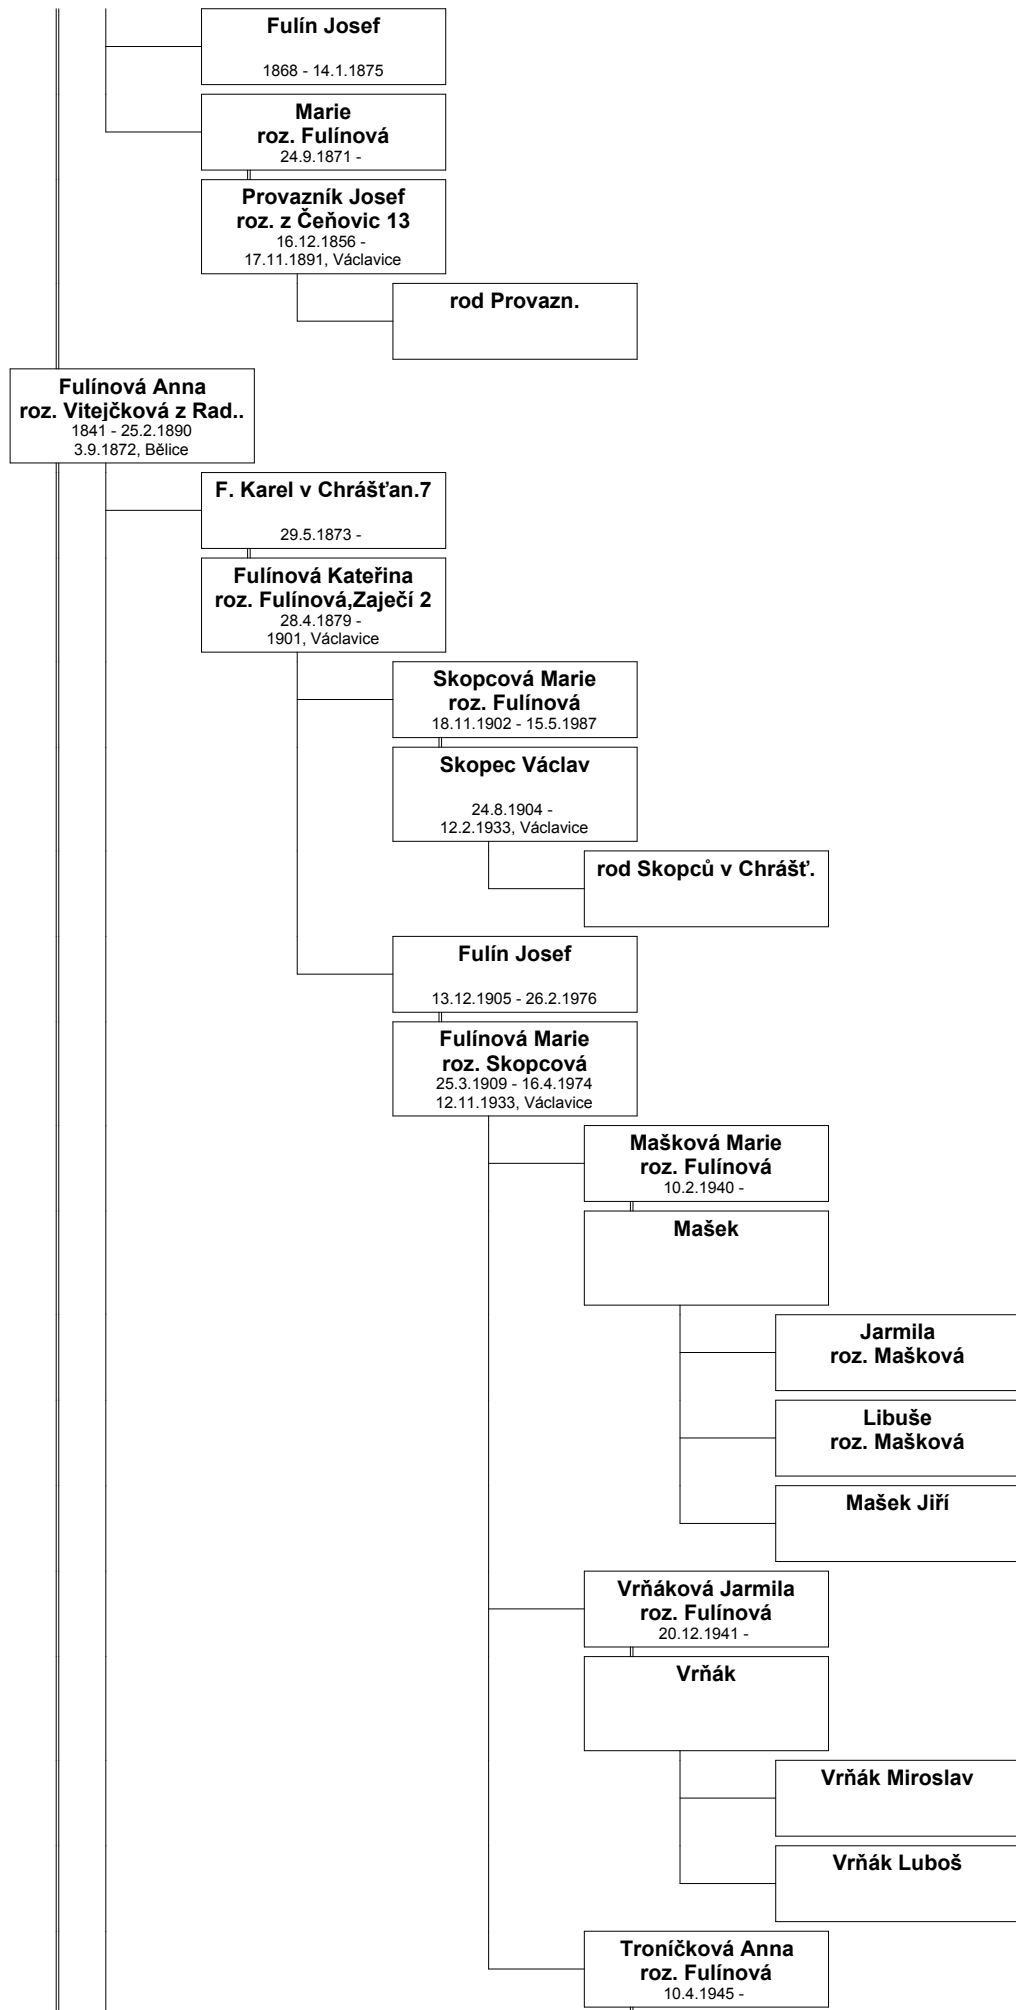 Fulín Josef
1868 - 14.1.1875
Marie
roz. Fulínová
24.9.1871 -
Provazník Josef
roz. z Čeňovic 13
16.12.1856 -
17.11.1891, Václavice
rod Provazn.
Fulínová Anna
roz. Vitejčková z Rad..
1841 - 25.2.1890
3.9.1872, Bělice
F. Karel v Chrášťan.7
29.5.1873 -
Fulínová Kateřina
roz. Fulínová,Zaječí 2
28.4.1879 -
1901, Václavice
Skopcová Marie
roz. Fulínová
18.11.1902 - 15.5.1987
Skopec Václav
24.8.1904 -
12.2.1933, Václavice
rod Skopců v Chrášť.
Fulín Josef
13.12.1905 - 26.2.1976
Fulínová Marie
roz. Skopcová
25.3.1909 - 16.4.1974
12.11.1933, Václavice
Mašková Marie
roz. Fulínová
10.2.1940 -
Mašek
Jarmila
roz. Mašková
Libuše
roz. Mašková
Mašek Jiří
Vrňáková Jarmila
roz. Fulínová
20.12.1941 -
Vrňák
Vrňák Miroslav
Vrňák Luboš
Troníčková Anna
roz. Fulínová
10.4.1945 -